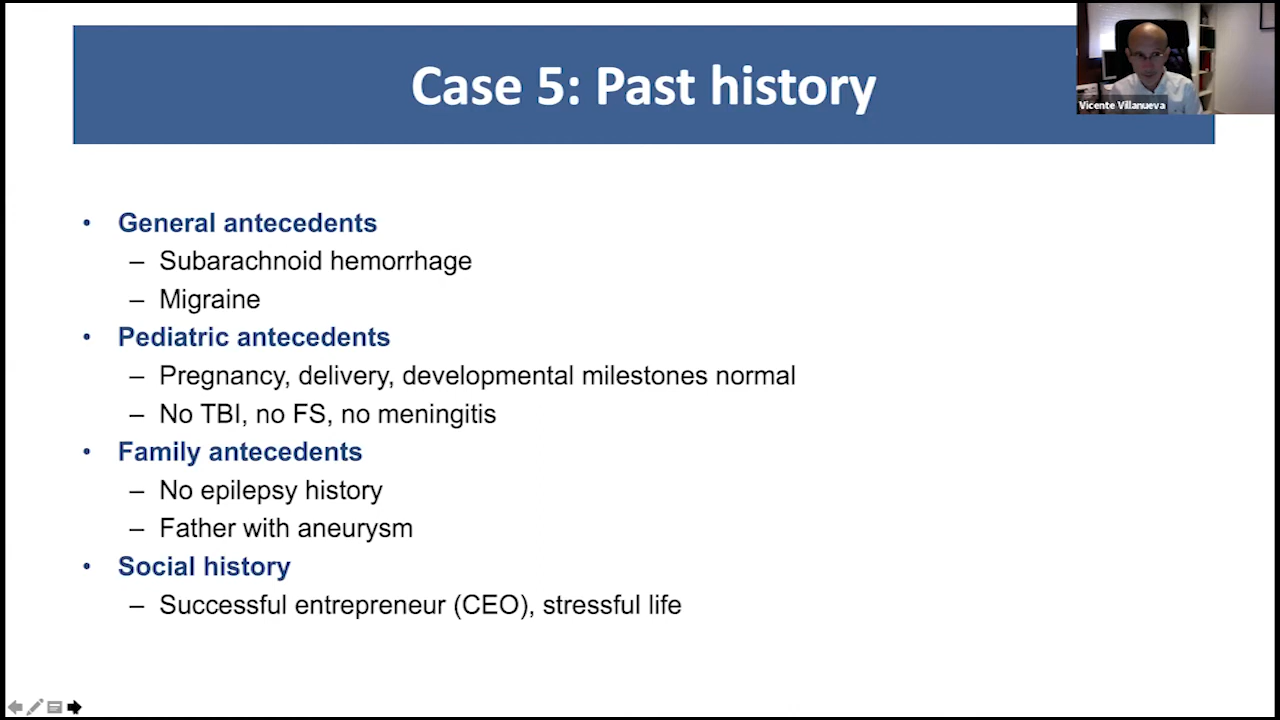 Case 5: Past history
Vicente Villanueva
• General antecedents
– Subarachnoid hemorrhage
– Migraine
• Pediatric antecedents
– Pregnancy, delivery, developmental milestones normal
– No TBI, no FS, no meningitis
• Family antecedents
– No epilepsy history
– Father with aneurysm
• Social history
– Successful entrepreneur (CEO), stressful life